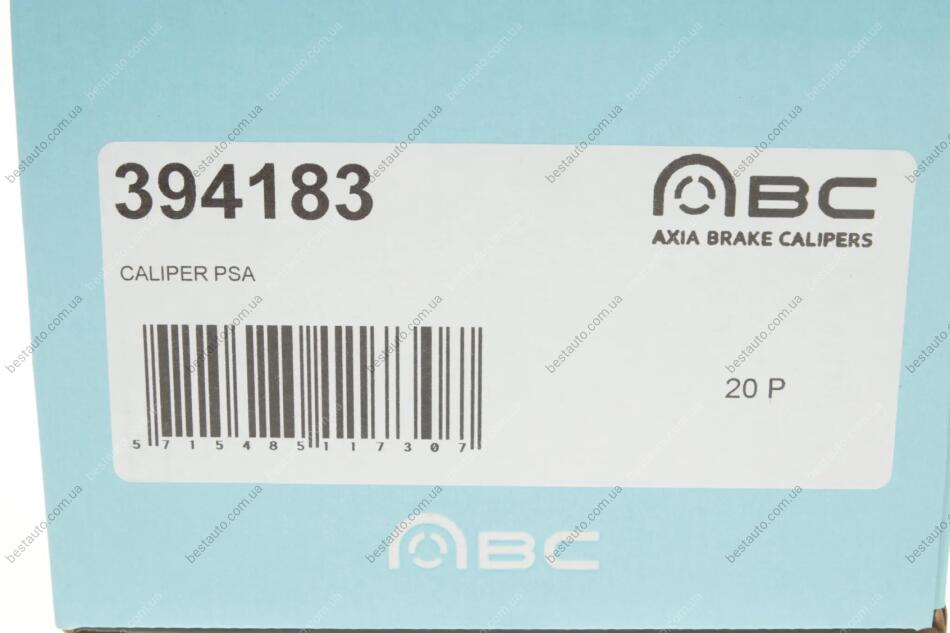 394183
ABC
AXIA BRAKE CALIPERS
CALIPER PSA
20 P
5 715485 117307
ABC
bestauto.com.ua